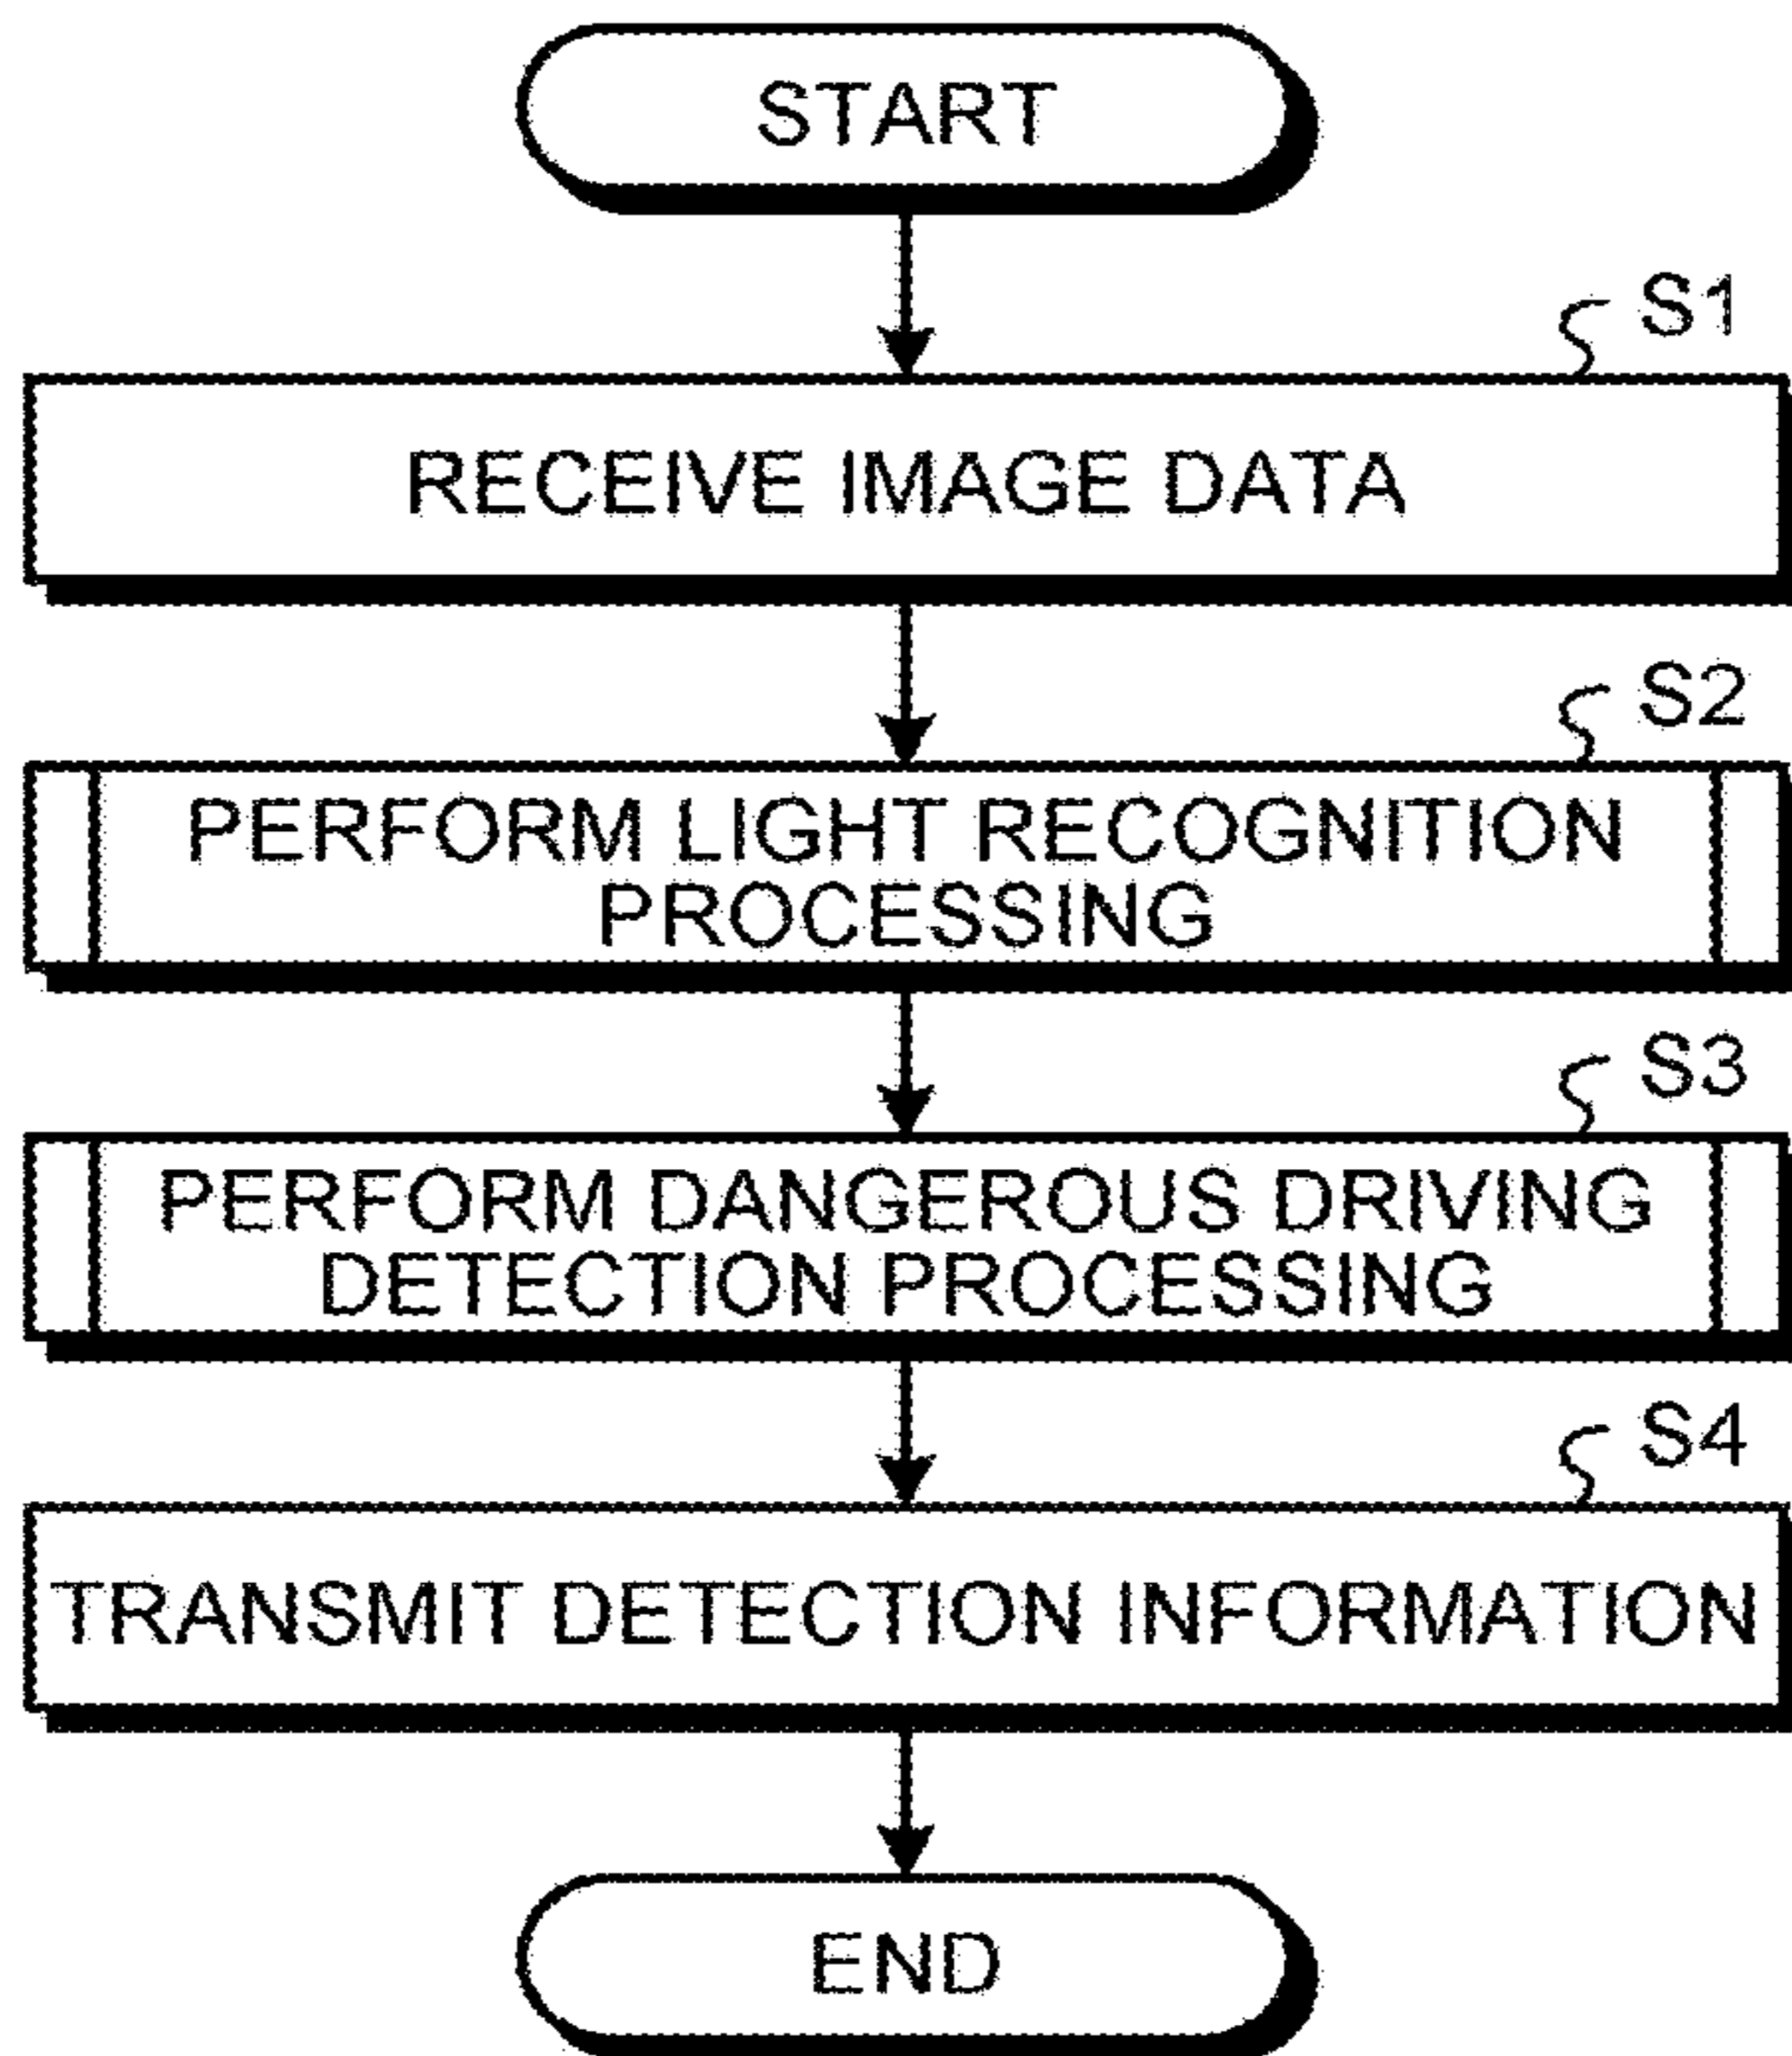 START
S1
RECEIVE IMAGE DATA
S2
PERFORM LIGHT RECOGNITION
PROCESSING
S3
PERFORM DANGEROUS DRIVING
DETECTION PROCESSING
S4
TRANSMIT DETECTION INFORMATION
END